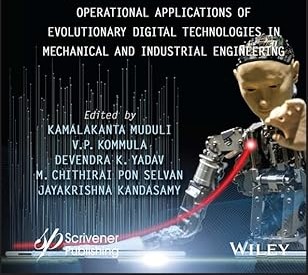 OPERATIONAL APPLICATIONS OF
EVOLUTIONARY DIGITAL TECHNOLOGIES IN
MECHANICAL AND INDUSTRIAL ENGINEERING
Edited by
KAMALAKANTA MUDULI
V.P. KOMMULA
DEVENDRA K. YADAV
M. CHITHIRAI PON SELVAN
JAYAKRISHNA KANDASAMY
Scrivener
Publishing
WILEY